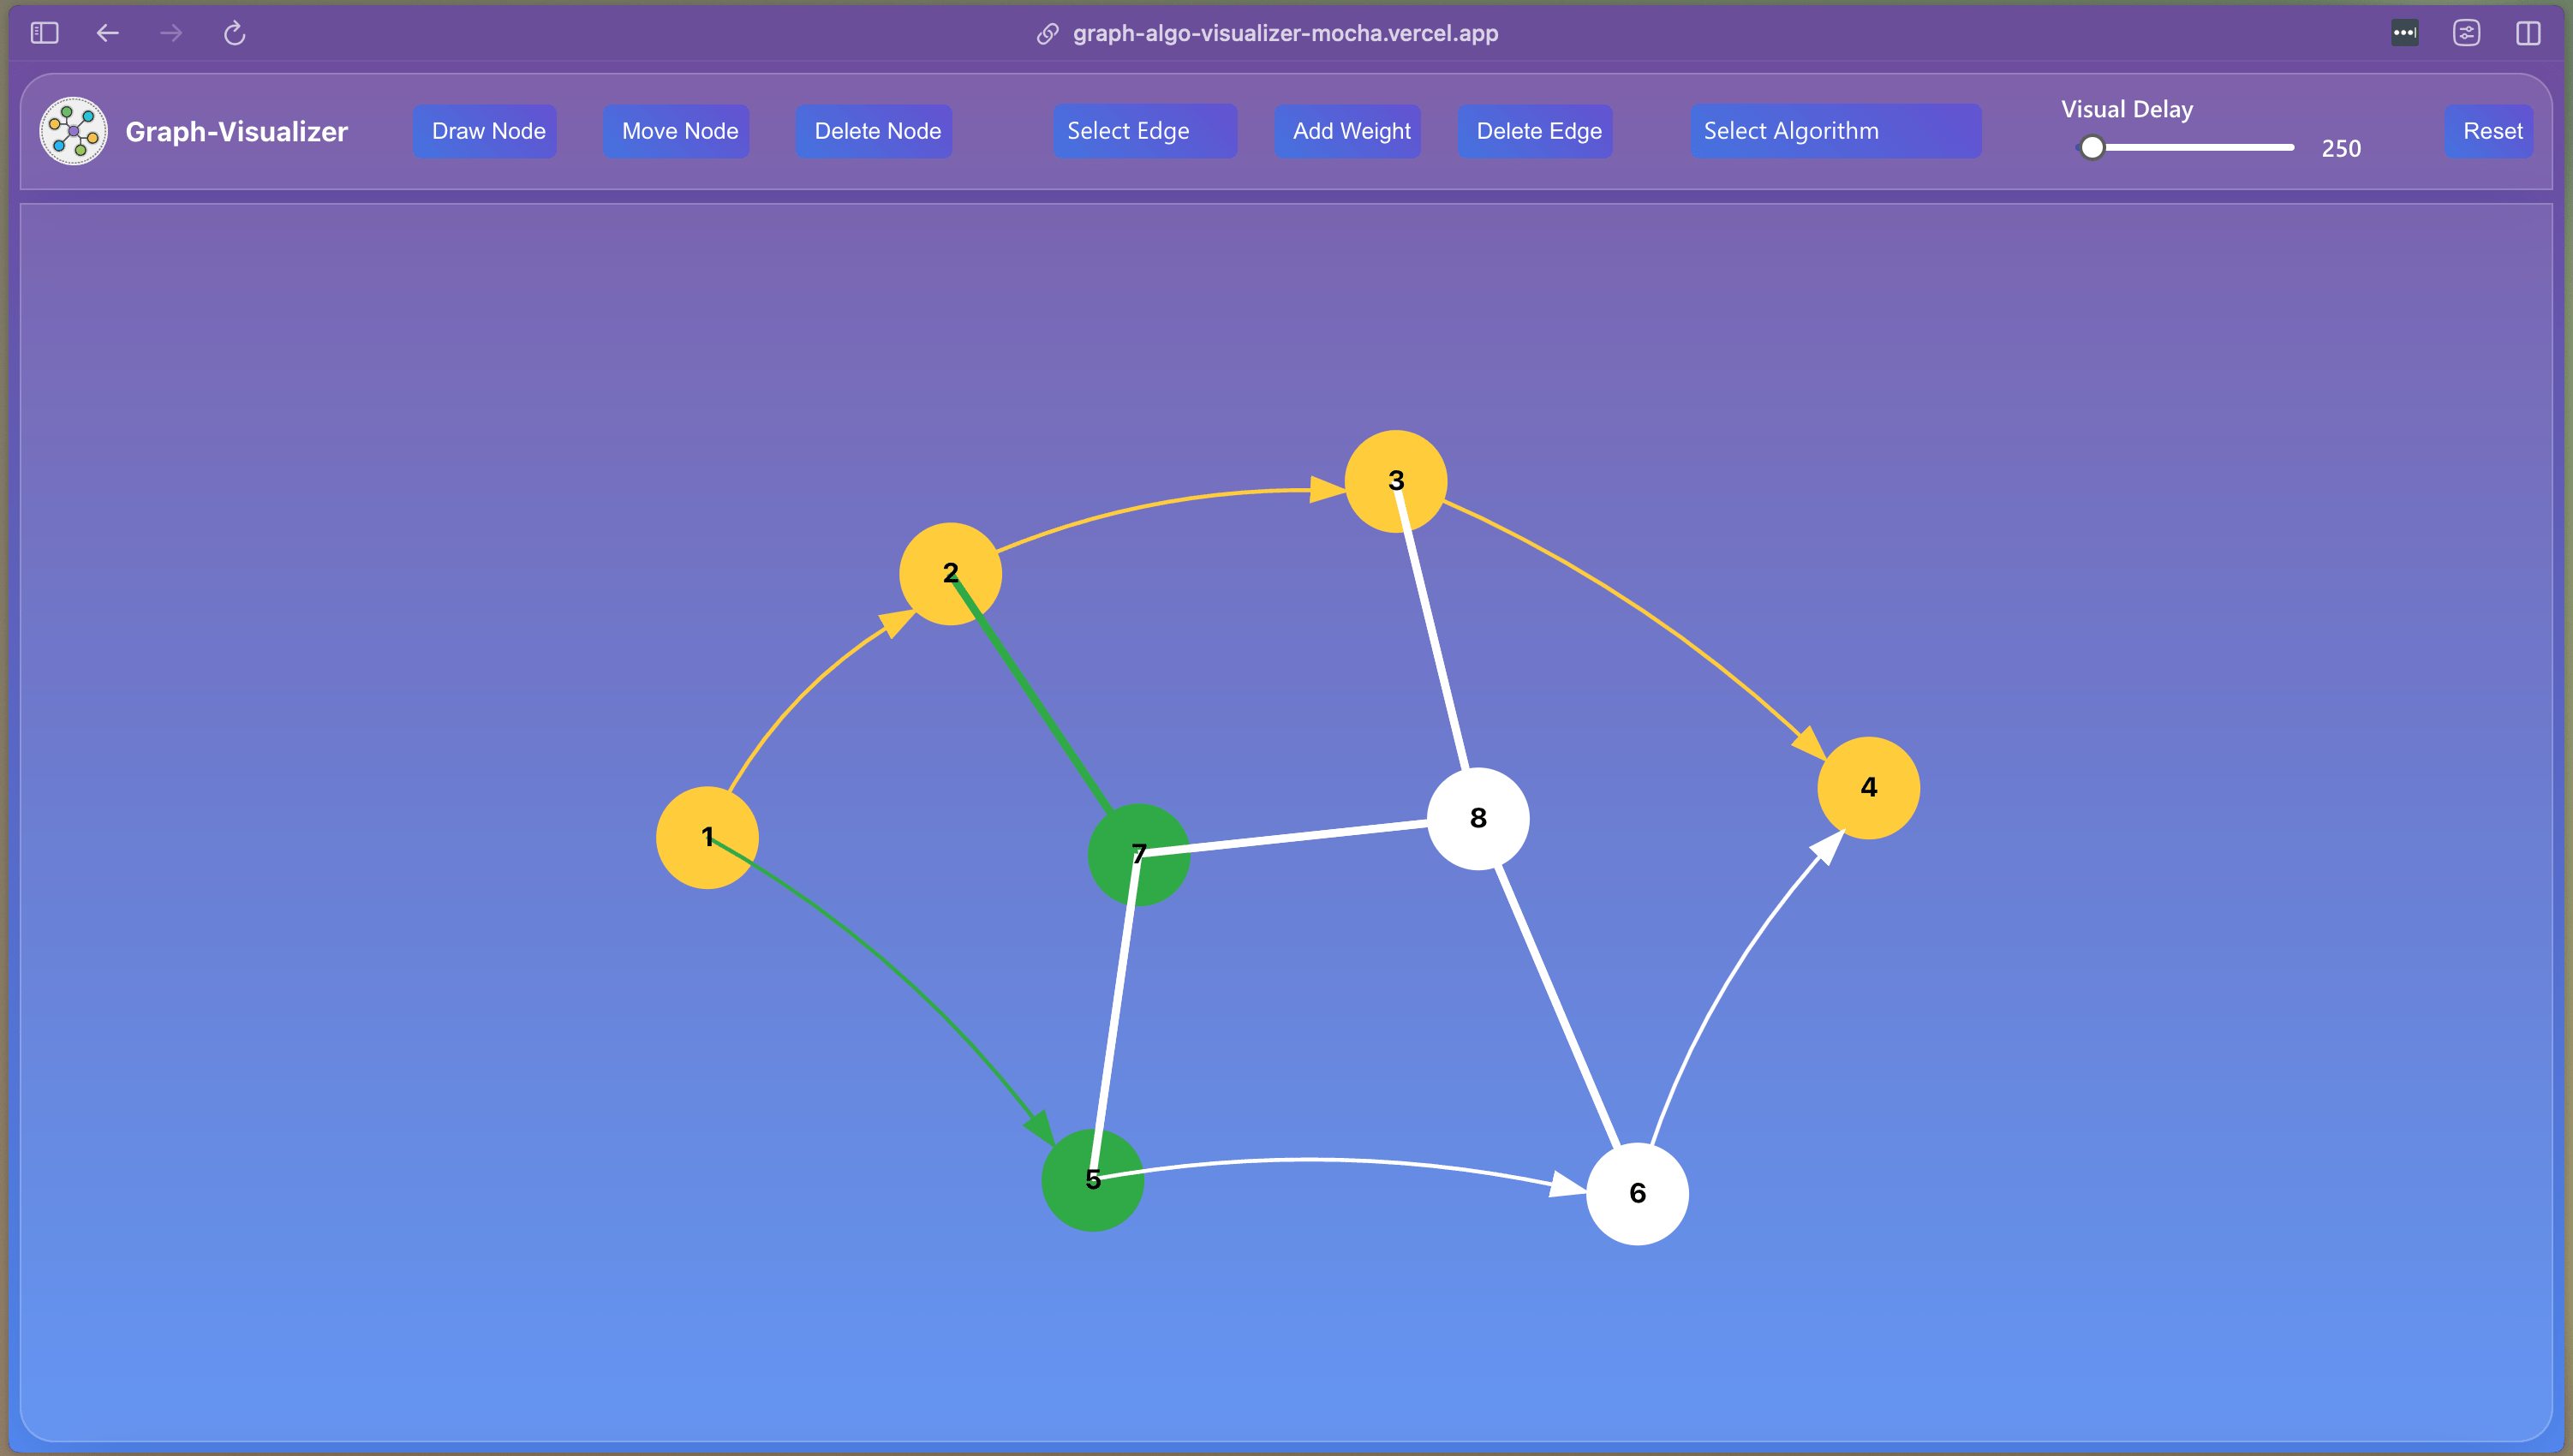 graph-algo-visualizer-mocha.vercel.app
Graph-Visualizer
Draw Node
Move Node
Delete Node
Select Edge
Add Weight
Delete Edge
Select Algorithm
Visual Delay
250
Reset
3
2
4
8
1
7
5
6